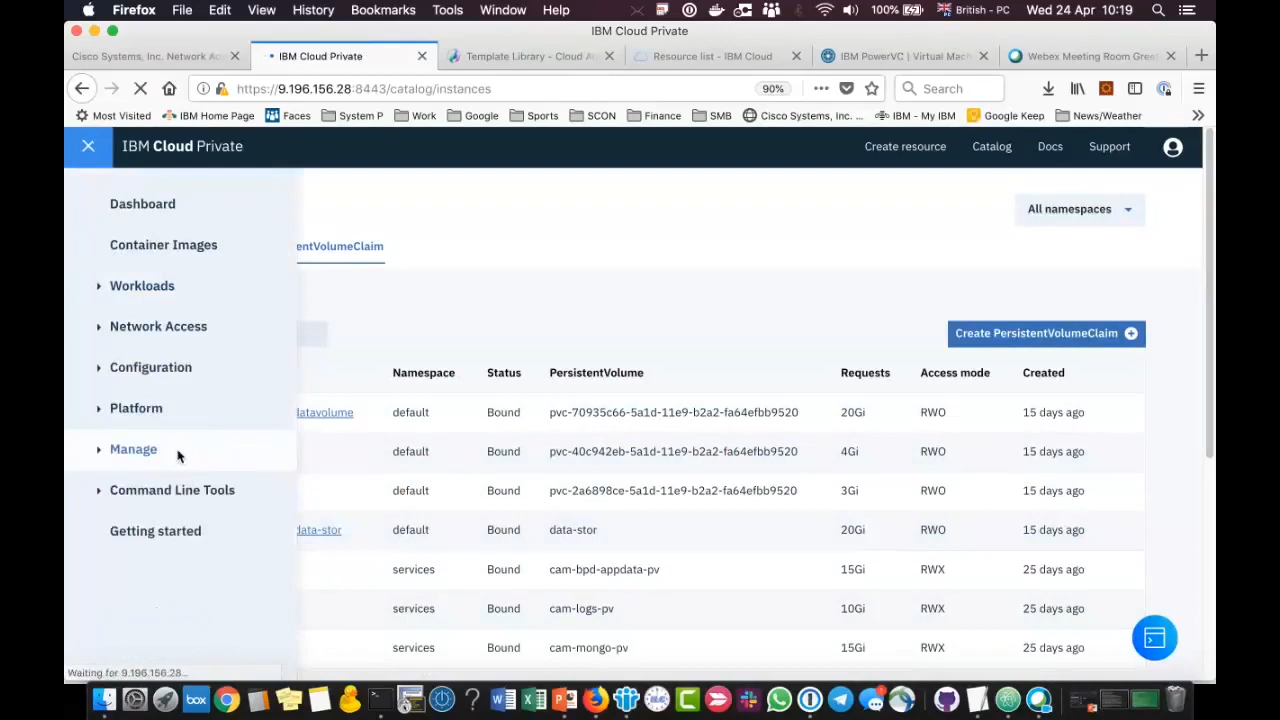 Firefox File Edit View History Bookmarks Tools Window Help 100% British - PC Wed 24 Apr 10:19
IBM Cloud Private
Cisco Systems, Inc. Network Ac
IBM Cloud Private
Template Library - Cloud A
Resource list - IBM Cloud
IBM PowerVC | Virtual Mach
Webex Meeting Room Gree
https://9.196.156.28:8443/catalog/instances 90% Search
Most Visited IBM Home Page Faces System P Work Google Sports SCON Finance SMB Cisco Systems, Inc. ... IBM - My IBM Google Keep News/Weather
IBM Cloud Private Create resource Catalog Docs Support
Dashboard
Container Images
Workloads
Network Access
Configuration
Platform
Manage
Command Line Tools
Getting started
All namespaces
entVolumeClaim
Create PersistentVolumeClaim
Namespace Status PersistentVolume Requests Access mode Created
datavolume default Bound pvc-70935c66-5a1d-11e9-b2a2-fa64efbb9520 20Gi RWO 15 days ago
default Bound pvc-40c942eb-5a1d-11e9-b2a2-fa64efbb9520 4Gi RWO 15 days ago
default Bound pvc-2a6898ce-5a1d-11e9-b2a2-fa64efbb9520 3Gi RWO 15 days ago
data-stor default Bound data-stor 20Gi RWO 15 days ago
services Bound cam-bpd-appdata-pv 15Gi RWX 25 days ago
services Bound cam-logs-pv 10Gi RWX 25 days ago
services Bound cam-mongo-pv 15Gi RWX 25 days ago
Waiting for 9.196.156.28...
box